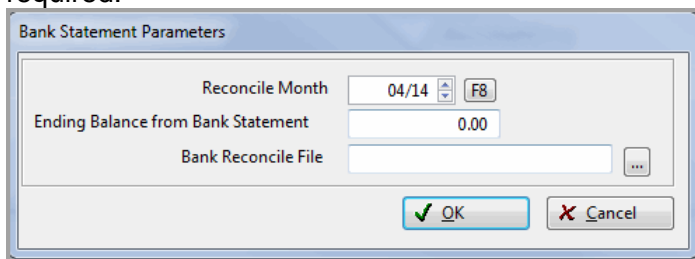 required.
Bank Statement Parameters
Reconcile Month 04/14 F8
Ending Balance from Bank Statement 0.00
Bank Reconcile File ...
OK Cancel